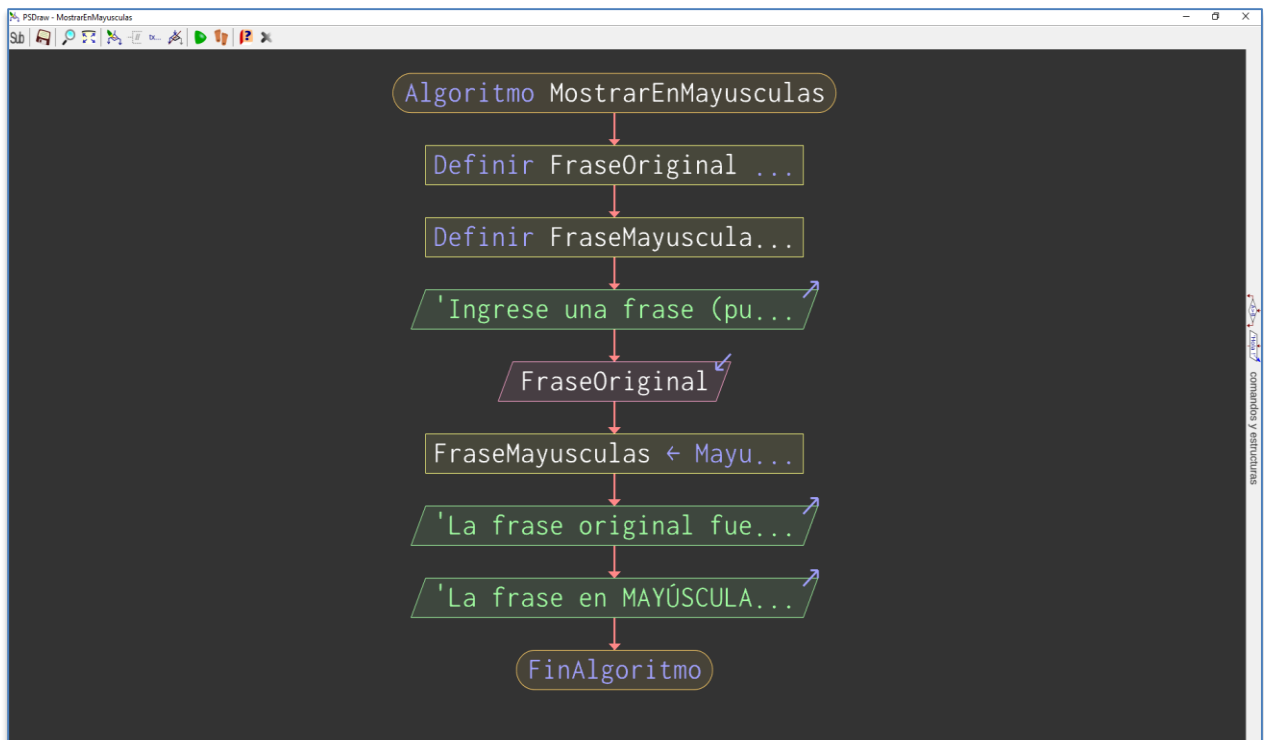 PSDraw - MostrarEnMayusculas
Sub
Algoritmo MostrarEnMayusculas
Definir FraseOriginal ...
Definir FraseMayuscula...
'Ingrese una frase (pu...
FraseOriginal
FraseMayusculas ← Mayu...
'La frase original fue...
'La frase en MAYÚSCULA...
FinAlgoritmo
comandos y estructuras